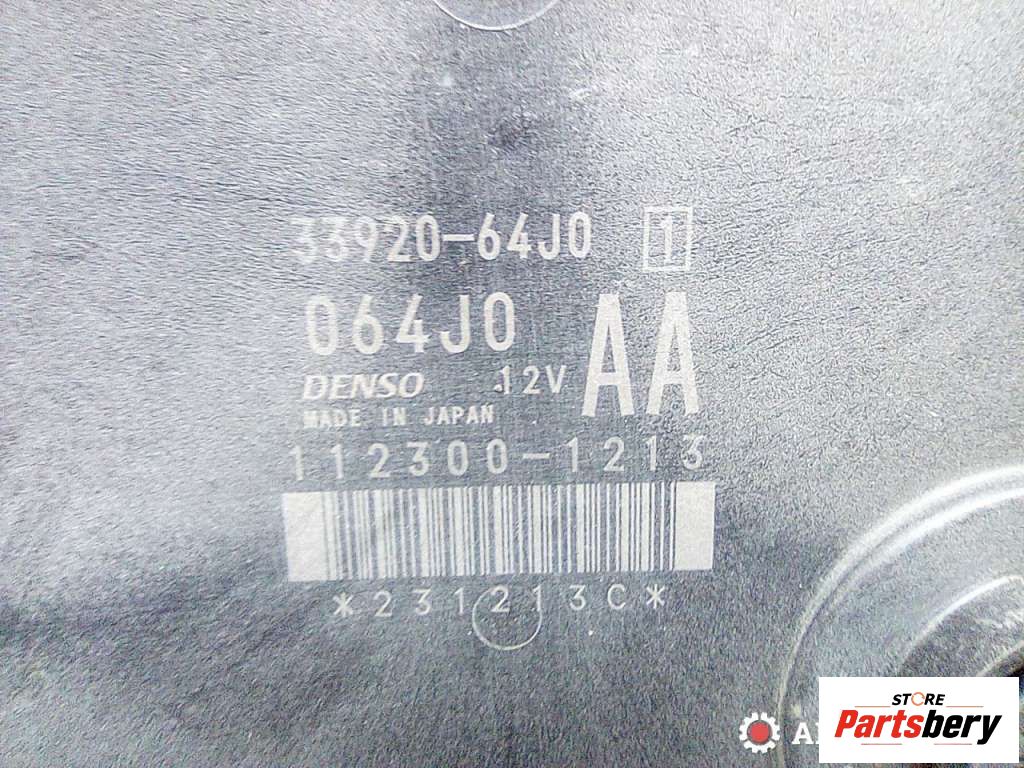 33920-64J0 1
064J0 AA
DENSO 12V
MADE IN JAPAN
112300-1213
*231213C*
STORE
Partsbery